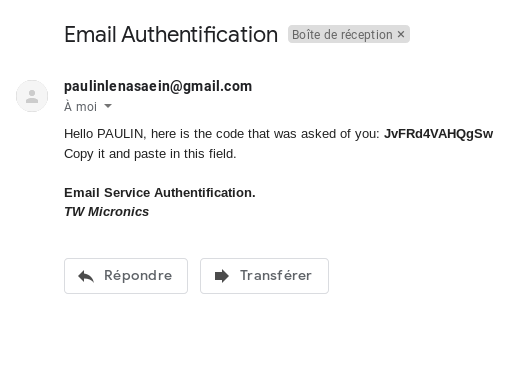 Email Authentification Boîte de réception ×
paulinlenasaein@gmail.com
À moi
Hello PAULIN, here is the code that was asked of you: JvFRd4VAHQgSw
Copy it and paste in this field.
Email Service Authentification.
TW Micronics
Répondre Transférer